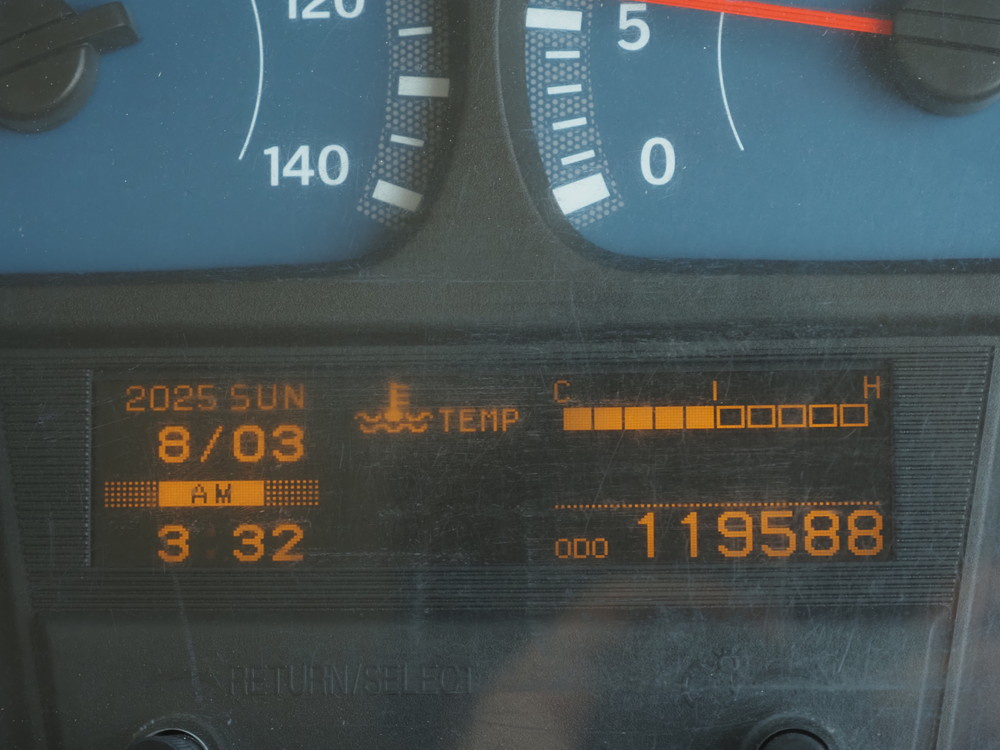 120
140
5
0
2025 SUN
8/03
AM
3:32
TEMP
C I H
ODO 119588
RETURN/SELECT